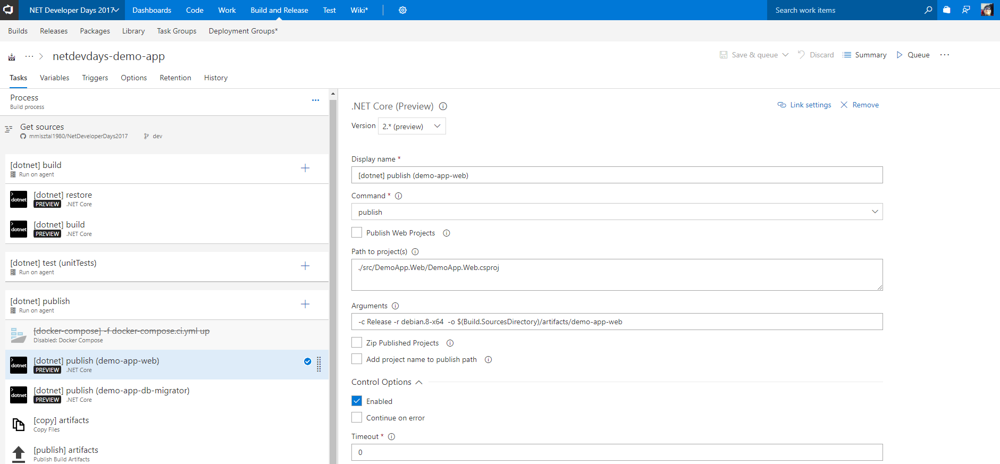 NET Developer Days 2017 Dashboards Code Work Build and Release Test Wiki* Search work items
Builds Releases Packages Library Task Groups Deployment Groups*
... > netdevdays-demo-app Save & queue Discard Summary Queue ...
Tasks Variables Triggers Options Retention History
Process
Build process
...
Get sources
mmisztal1980/NetDeveloperDays2017 dev
[dotnet] build
Run on agent
dotnet
[dotnet] restore
PREVIEW .NET Core
dotnet
[dotnet] build
PREVIEW .NET Core
[dotnet] test (unitTests)
Run on agent
[dotnet] publish
Run on agent
[docker-compose] -f docker-compose.ci.yml up
Disabled: Docker Compose
dotnet
[dotnet] publish (demo-app-web)
PREVIEW .NET Core
dotnet
[dotnet] publish (demo-app-db-migrator)
PREVIEW .NET Core
[copy] artifacts
Copy Files
[publish] artifacts
Publish Build Artifacts
.NET Core (Preview) Link settings Remove
Version 2.* (preview)
Display name *
[dotnet] publish (demo-app-web)
Command *
publish
Publish Web Projects
Path to project(s)
./src/DemoApp.Web/DemoApp.Web.csproj
Arguments
-c Release -r debian.8-x64  -o $(Build.SourcesDirectory)/artifacts/demo-app-web
Zip Published Projects
Add project name to publish path
Control Options
Enabled
Continue on error
Timeout *
0